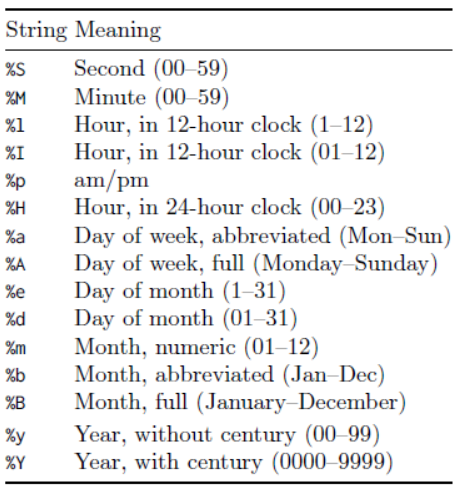 String Meaning
%S Second (00–59)
%M Minute (00–59)
%l Hour, in 12-hour clock (1–12)
%I Hour, in 12-hour clock (01–12)
%p am/pm
%H Hour, in 24-hour clock (00–23)
%a Day of week, abbreviated (Mon–Sun)
%A Day of week, full (Monday–Sunday)
%e Day of month (1–31)
%d Day of month (01–31)
%m Month, numeric (01–12)
%b Month, abbreviated (Jan–Dec)
%B Month, full (January–December)
%y Year, without century (00–99)
%Y Year, with century (0000–9999)